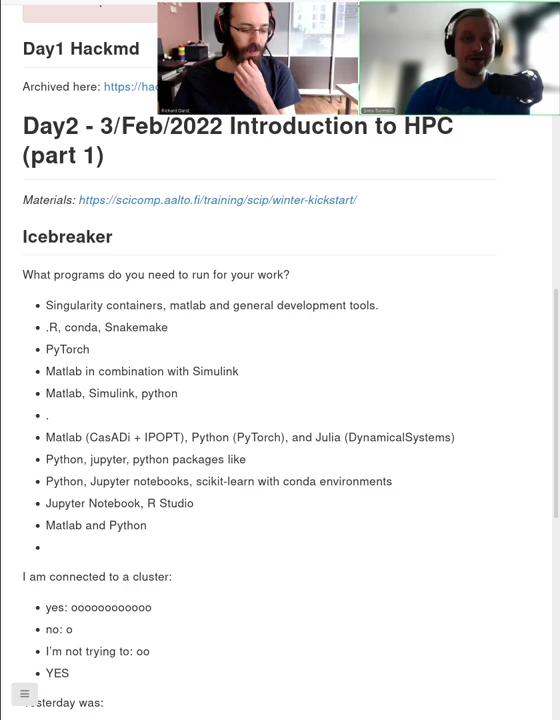 Day1 Hackmd
Archived here: https://hac
Day2 - 3/Feb/2022 Introduction to HPC
(part 1)
Materials: https://scicomp.aalto.fi/training/scip/winter-kickstart/
Icebreaker
What programs do you need to run for your work?
Singularity containers, matlab and general development tools.
.R, conda, Snakemake
PyTorch
Matlab in combination with Simulink
Matlab, Simulink, python
.
Matlab (CasADi + IPOPT), Python (PyTorch), and Julia (DynamicalSystems)
Python, jupyter, python packages like
Python, Jupyter notebooks, scikit-learn with conda environments
Jupyter Notebook, R Studio
Matlab and Python
I am connected to a cluster:
yes: oooooooooooo
no: o
I'm not trying to: oo
YES
Yesterday was: